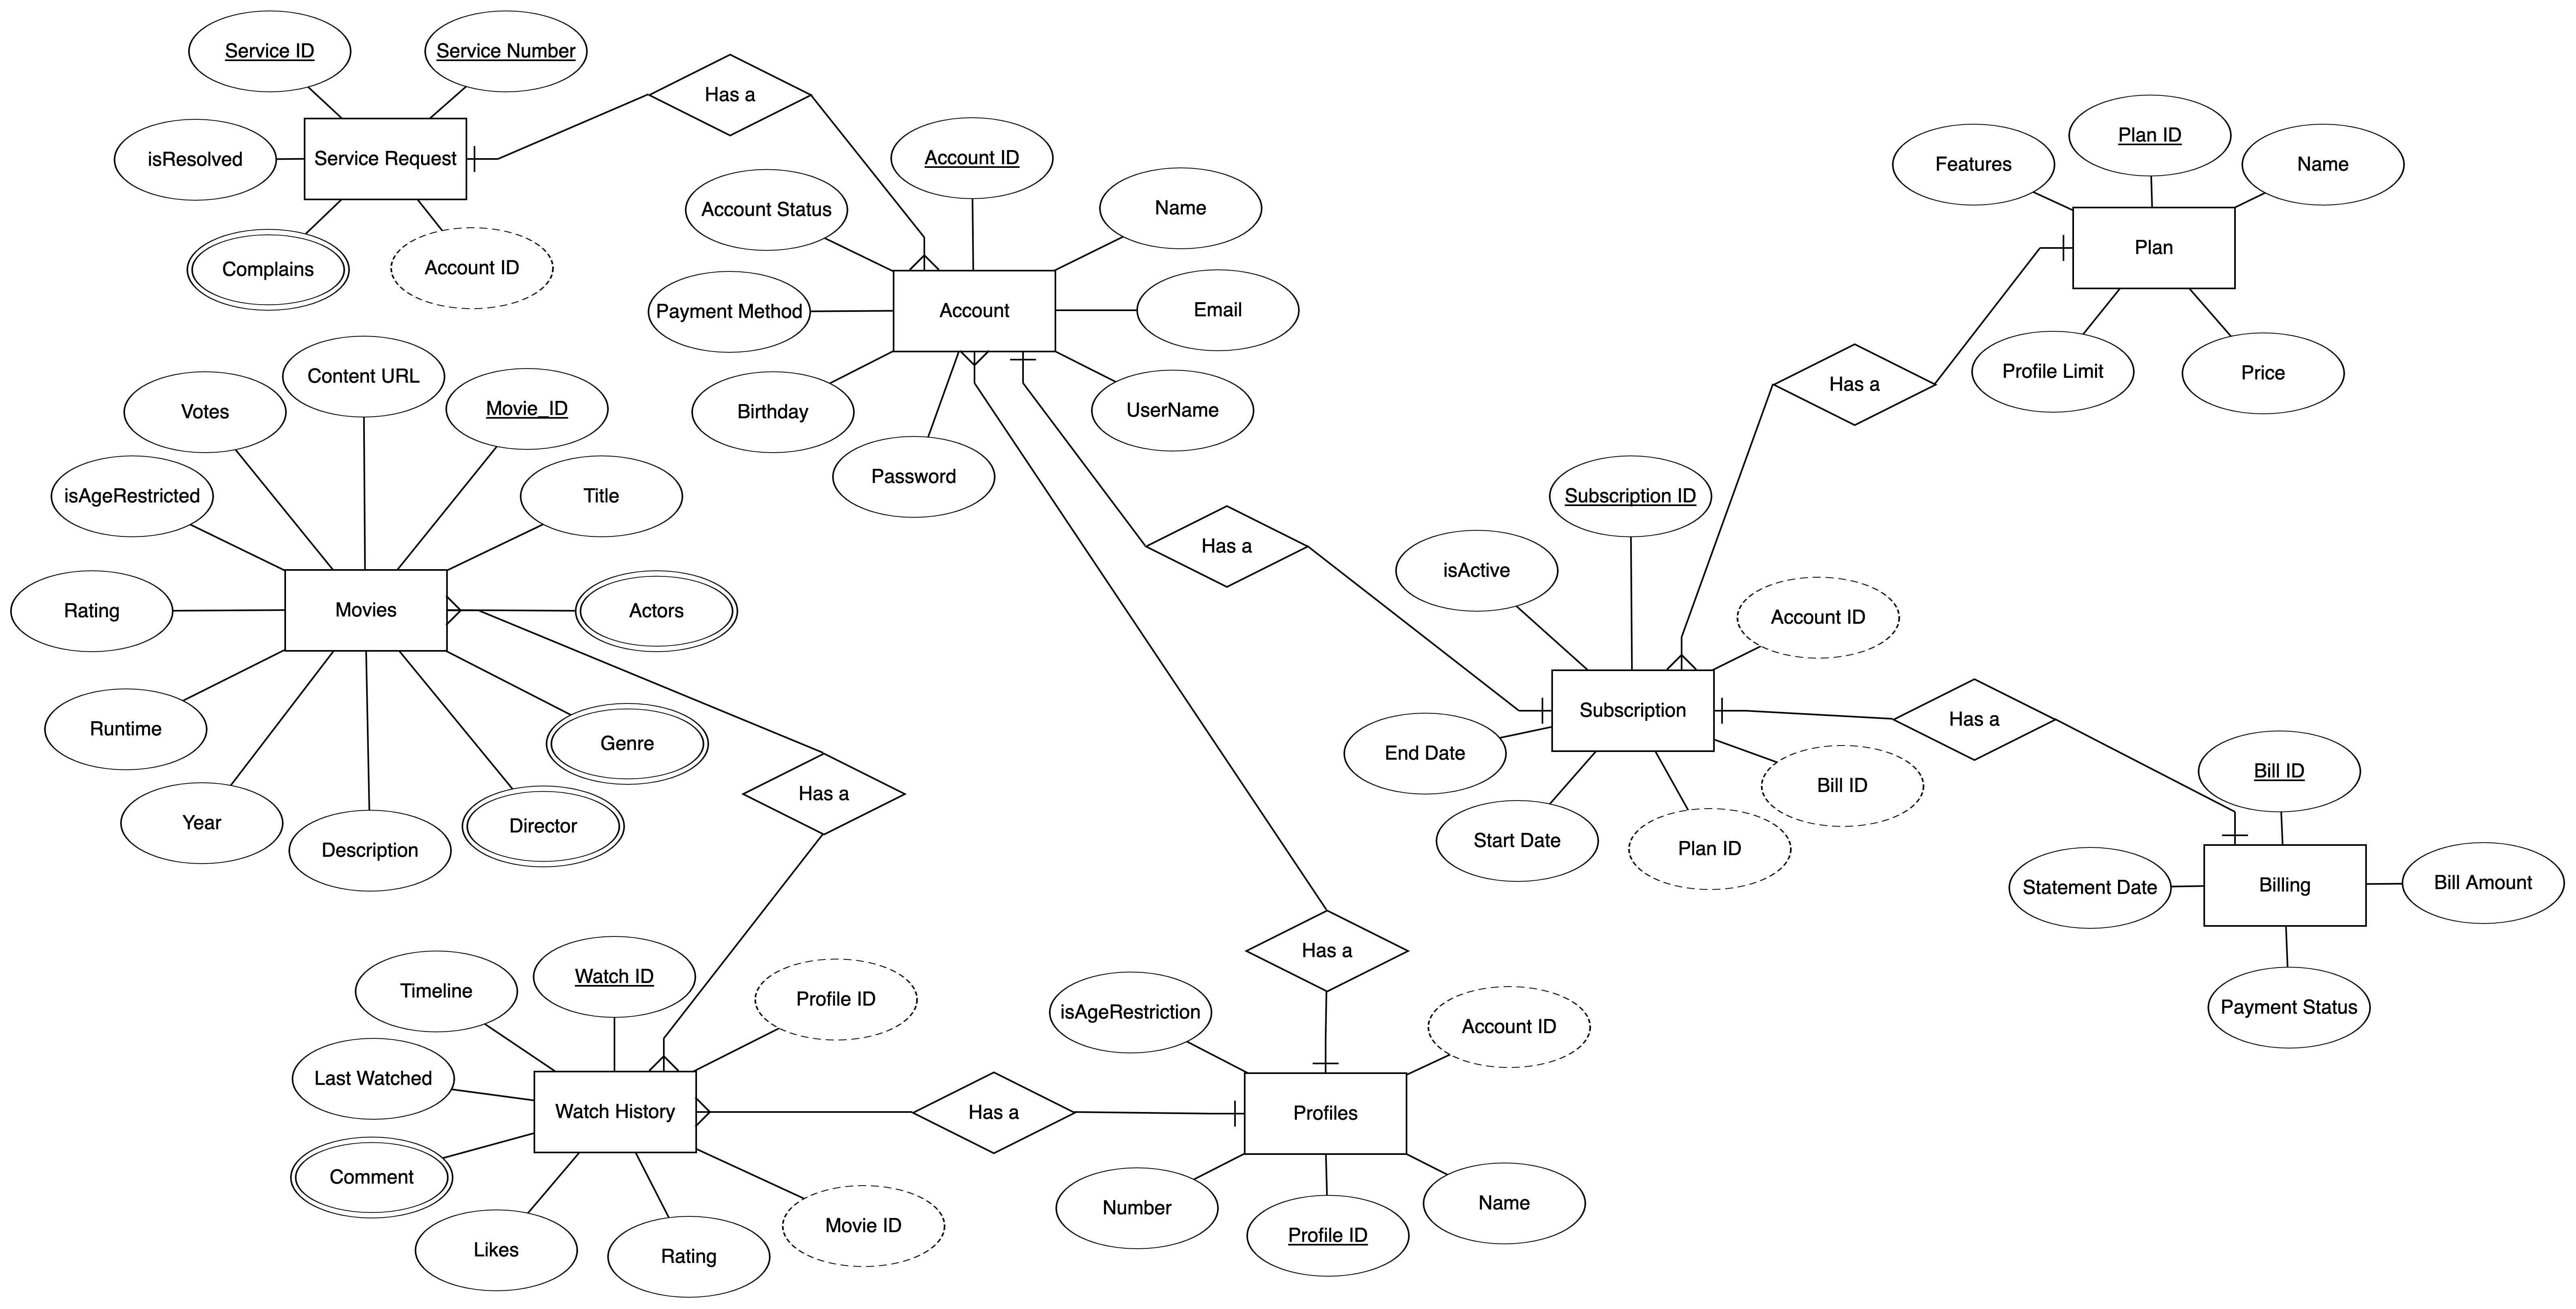 Service ID
Service Number
isResolved
Service Request
Complains
Account ID
Has a
Account ID
Account Status
Name
Payment Method
Account
Email
Birthday
UserName
Password
Plan ID
Features
Name
Plan
Profile Limit
Price
Has a
Content URL
Votes
Movie_ID
isAgeRestricted
Title
Rating
Movies
Actors
Runtime
Genre
Year
Director
Description
Has a
Has a
Subscription ID
isActive
Account ID
Subscription
End Date
Bill ID
Start Date
Plan ID
Has a
Bill ID
Statement Date
Billing
Bill Amount
Payment Status
Has a
Timeline
Watch ID
Profile ID
Last Watched
Watch History
Comment
Likes
Rating
Movie ID
Has a
isAgeRestriction
Account ID
Profiles
Number
Profile ID
Name